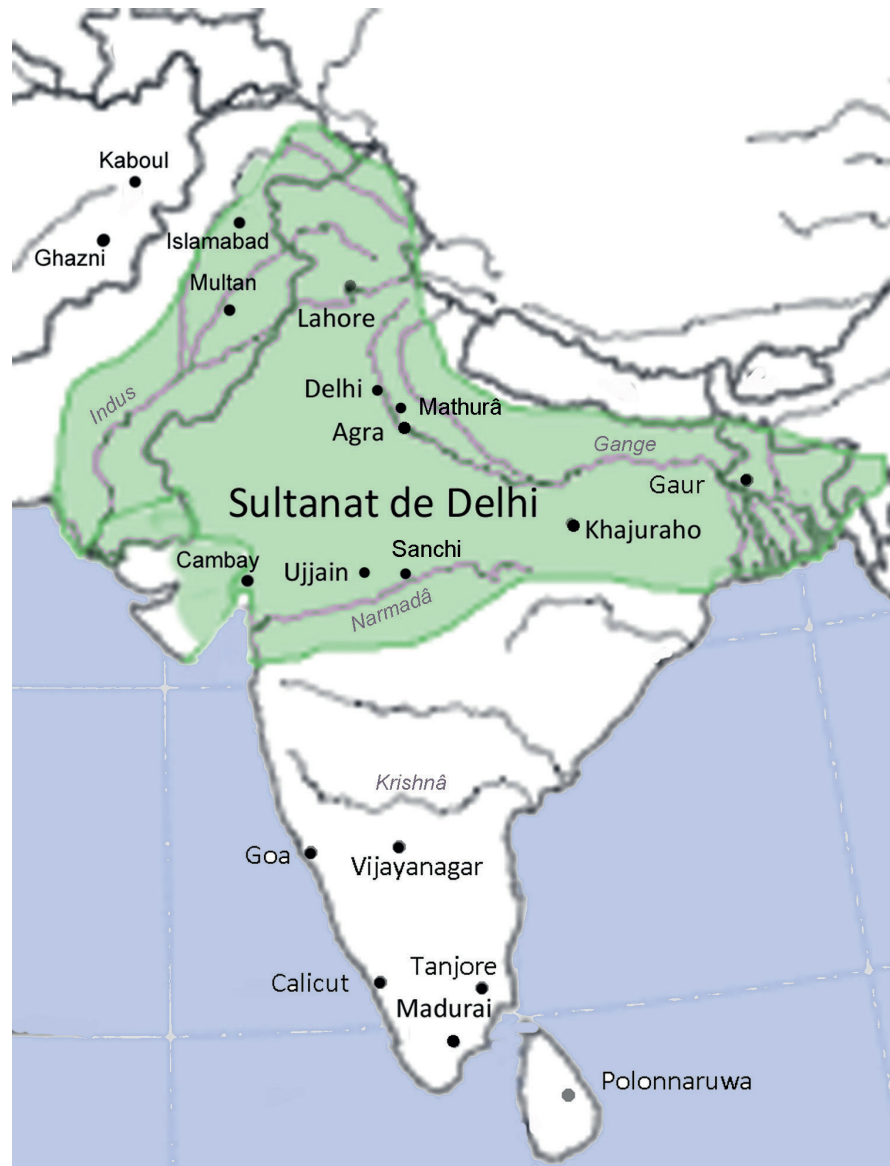 Kaboul
Ghazni
Islamabad
Multan
Lahore
Indus
Delhi
Mathurâ
Agra
Gange
Gaur
Sultanat de Delhi
Khajuraho
Cambay
Ujjain
Sanchi
Narmadâ
Krishnâ
Goa
Vijayanagar
Calicut
Tanjore
Madurai
Polonnaruwa